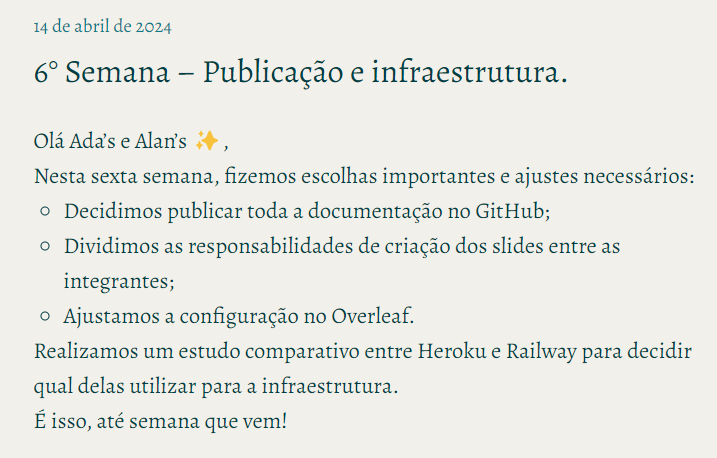 14 de abril de 2024
6° Semana – Publicação e infraestrutura.
Olá Ada's e Alan's ✨ ,
Nesta sexta semana, fizemos escolhas importantes e ajustes necessários:
○ Decidimos publicar toda a documentação no GitHub;
○ Dividimos as responsabilidades de criação dos slides entre as
integrantes;
○ Ajustamos a configuração no Overleaf.
Realizamos um estudo comparativo entre Heroku e Railway para decidir
qual delas utilizar para a infraestrutura.
É isso, até semana que vem!